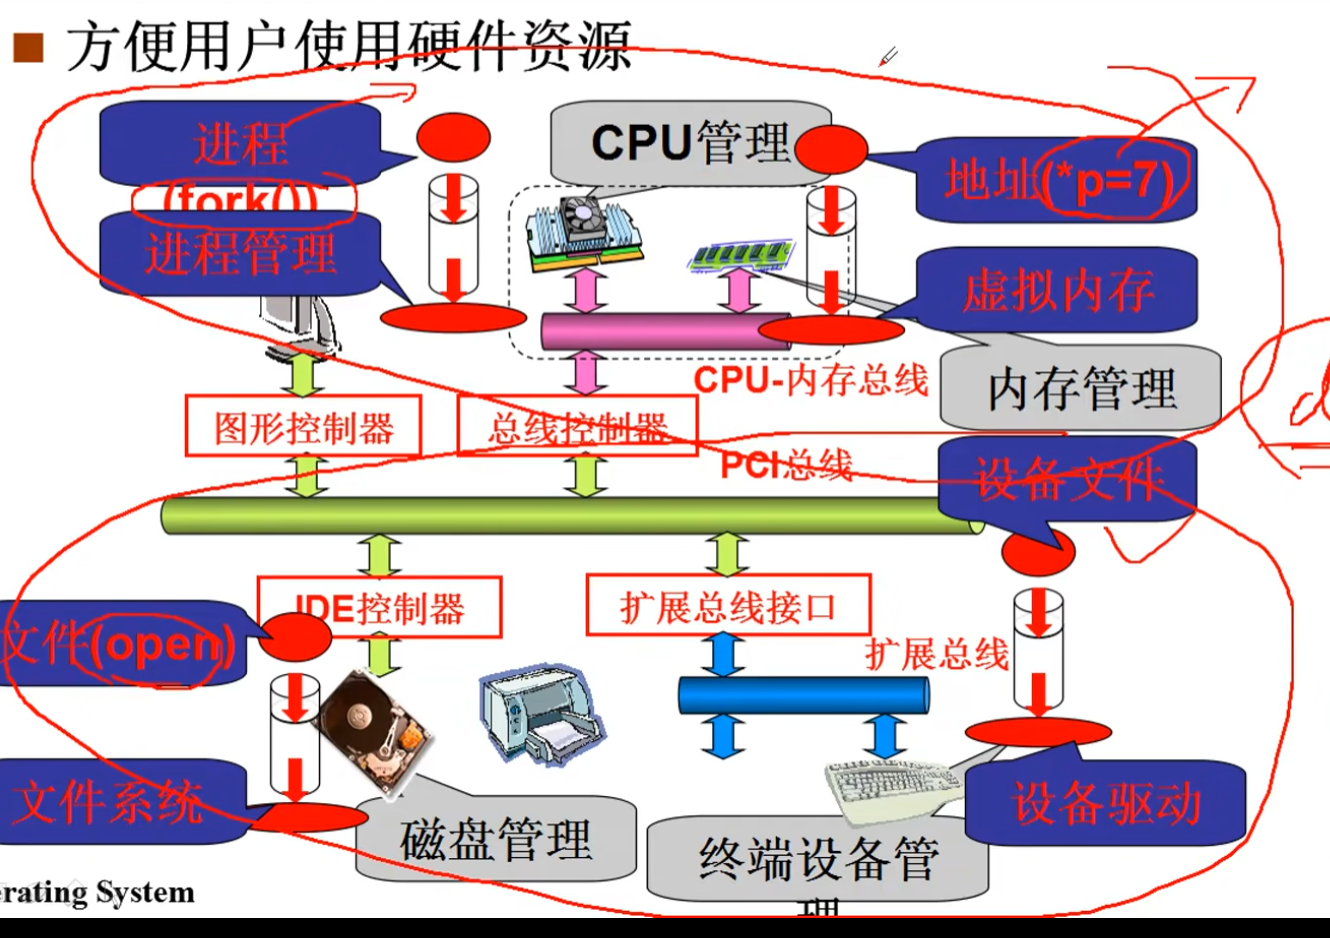 方便用户使用硬件资源
进程
(fork())
CPU管理
地址(*p=7)
进程管理
虚拟内存
CPU-内存总线
内存管理
图形控制器
总线控制器
PCI总线
设备文件
IDE控制器
扩展总线接口
文件(open)
扩展总线
文件系统
设备驱动
磁盘管理
终端设备管
理
erating System